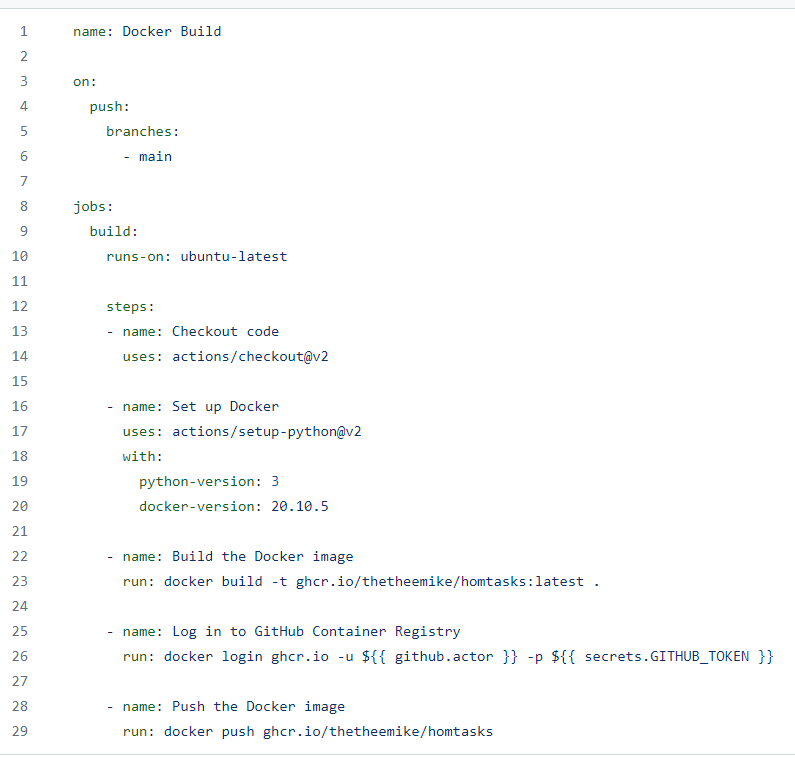 1 name: Docker Build
2
3 on:
4   push:
5     branches:
6       - main
7
8 jobs:
9   build:
10     runs-on: ubuntu-latest
11
12     steps:
13     - name: Checkout code
14       uses: actions/checkout@v2
15
16     - name: Set up Docker
17       uses: actions/setup-python@v2
18       with:
19         python-version: 3
20         docker-version: 20.10.5
21
22     - name: Build the Docker image
23       run: docker build -t ghcr.io/thetheemike/homtasks:latest .
24
25     - name: Log in to GitHub Container Registry
26       run: docker login ghcr.io -u ${{ github.actor }} -p ${{ secrets.GITHUB_TOKEN }}
27
28     - name: Push the Docker image
29       run: docker push ghcr.io/thetheemike/homtasks